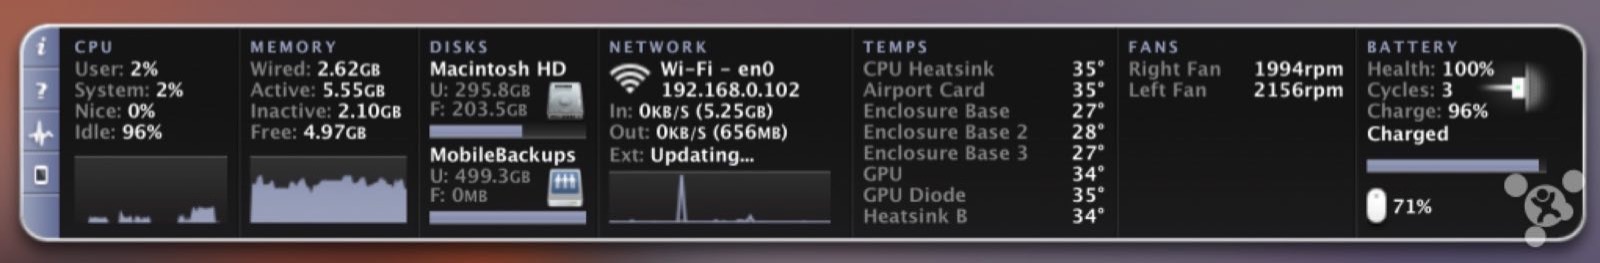 CPU
User: 2%
System: 2%
Nice: 0%
Idle: 96%
MEMORY
Wired: 2.62GB
Active: 5.55GB
Inactive: 2.10GB
Free: 4.97GB
DISKS
Macintosh HD
U: 295.8GB
F: 203.5GB
MobileBackups
U: 499.3GB
F: 0MB
NETWORK
Wi-Fi - en0
192.168.0.102
In: 0KB/S (5.25GB)
Out: 0KB/S (656MB)
Ext: Updating...
TEMPS
CPU Heatsink 35°
Airport Card 35°
Enclosure Base 27°
Enclosure Base 2 28°
Enclosure Base 3 27°
GPU 34°
GPU Diode 35°
Heatsink B 34°
FANS
Right Fan 1994rpm
Left Fan 2156rpm
BATTERY
Health: 100%
Cycles: 3
Charge: 96%
Charged
71%